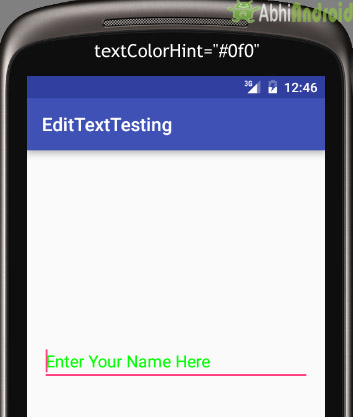 AbhiAndroid
textColorHint="#0f0"
3G 12:46
EditTextTesting
Enter Your Name Here